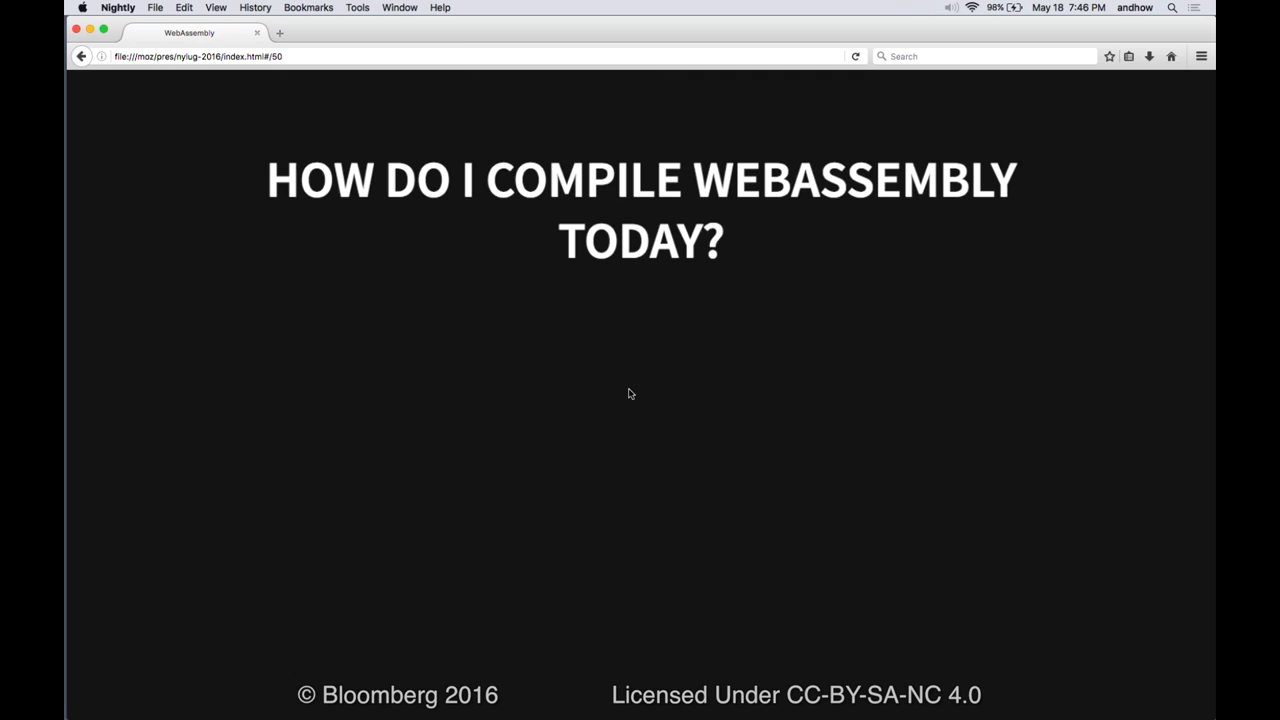 Nightly File Edit View History Bookmarks Tools Window Help 98% May 18 7:46 PM andhow
WebAssembly
file:///moz/pres/nylug-2016/index.html#/50 Search
HOW DO I COMPILE WEBASSEMBLY
TODAY?
© Bloomberg 2016 Licensed Under CC-BY-SA-NC 4.0